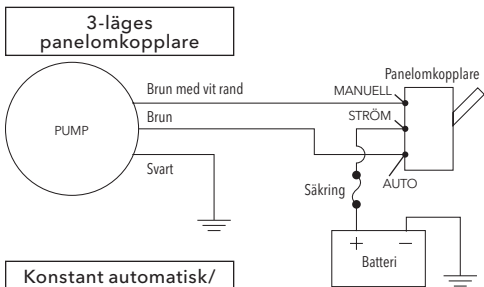 3-läges
panelomkopplare
Panelomkopplare
Brun med vit rand
MANUELL
STRÖM
Brun
PUMP
Svart
AUTO
Säkring
+ –
Batteri
Konstant automatisk/